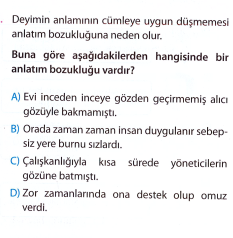 . Deyimin anlamının cümleye uygun düşmemesi
anlatım bozukluğuna neden olur.
Buna göre aşağıdakilerden hangisinde bir
anlatım bozukluğu vardır?
A) Evi inceden inceye gözden geçirmemiş alıcı
gözüyle bakmamıştı.
B) Orada zaman zaman insan duygulanır sebep-
siz yere burnu sızlardı.
C) Çalışkanlığıyla kısa sürede yöneticilerin
gözüne batmıştı.
D) Zor zamanlarında ona destek olup omuz
verdi.